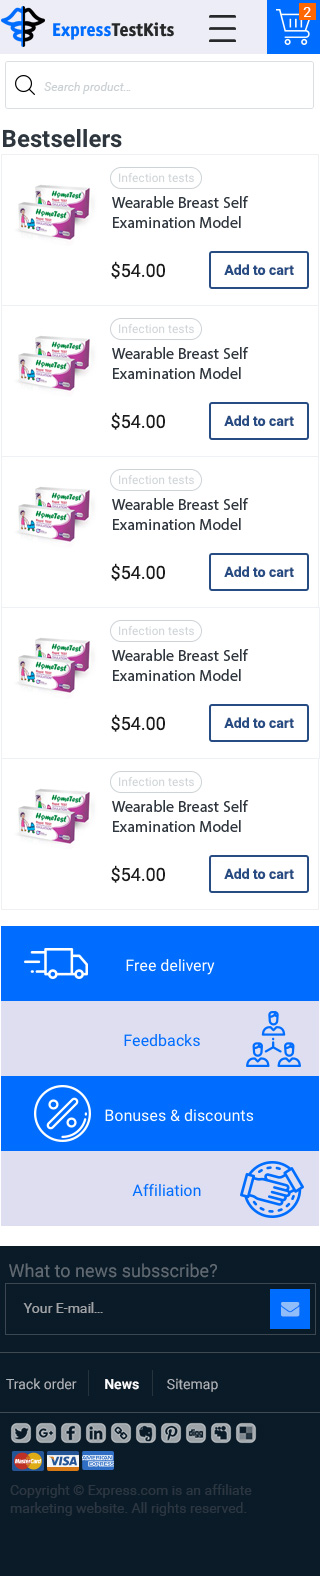 ExpressTestKits
2
Search product...
Bestsellers
Infection tests
HomeTest
HomeTest
Wearable Breast Self
Examination Model
$54.00
Add to cart
Infection tests
HomeTest
HomeTest
Wearable Breast Self
Examination Model
$54.00
Add to cart
Infection tests
HomeTest
HomeTest
Wearable Breast Self
Examination Model
$54.00
Add to cart
Infection tests
HomeTest
HomeTest
Wearable Breast Self
Examination Model
$54.00
Add to cart
Infection tests
HomeTest
HomeTest
Wearable Breast Self
Examination Model
$54.00
Add to cart
Free delivery
Feedbacks
Bonuses & discounts
Affiliation
What to news subsscribe?
Your E-mail...
Track order News Sitemap
digg
MasterCard VISA AMERICAN EXPRESS
Copyright © Express.com is an affiliate
marketing website. All rights reserved.